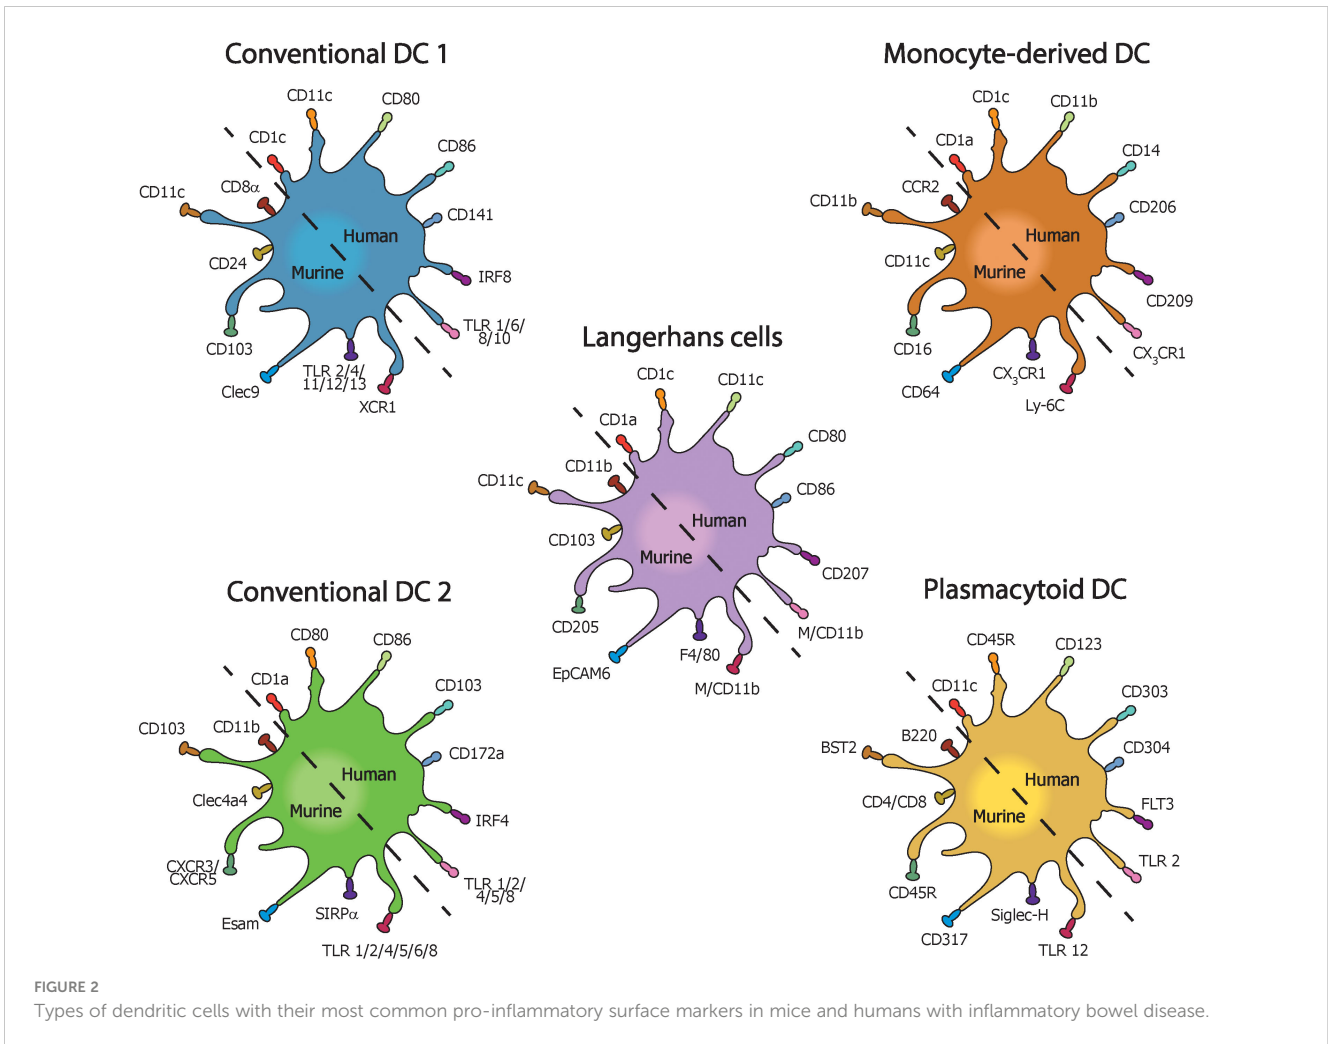 Conventional DC 1
CD11c
CD80
CD1c
CD86
CD8α
CD11c
CD141
Human
CD24
Murine
IRF8
TLR 1/6/
8/10
CD103
TLR 2/4/
11/12/13
Clec9
XCR1
Monocyte-derived DC
CD1c
CD11b
CD1a
CD14
CCR2
CD11b
CD206
Human
CD11c
Murine
CD209
CD16
CX3CR1
CX3CR1
CD64
Ly-6C
Langerhans cells
CD1c
CD11c
CD1a
CD80
CD11b
CD11c
CD86
Human
CD103
Murine
CD207
CD205
M/CD11b
F4/80
EpCAM6
M/CD11b
Conventional DC 2
CD80
CD86
CD1a
CD103
CD11b
CD103
CD172a
Human
Clec4a4
Murine
IRF4
CXCR3/
CXCR5
TLR 1/2/
4/5/8
SIRPα
Esam
TLR 1/2/4/5/6/8
Plasmacytoid DC
CD45R
CD123
CD11c
CD303
B220
BST2
CD304
Human
CD4/CD8
Murine
FLT3
TLR 2
CD45R
Siglec-H
CD317
TLR 12
FIGURE 2
Types of dendritic cells with their most common pro-inflammatory surface markers in mice and humans with inflammatory bowel disease.